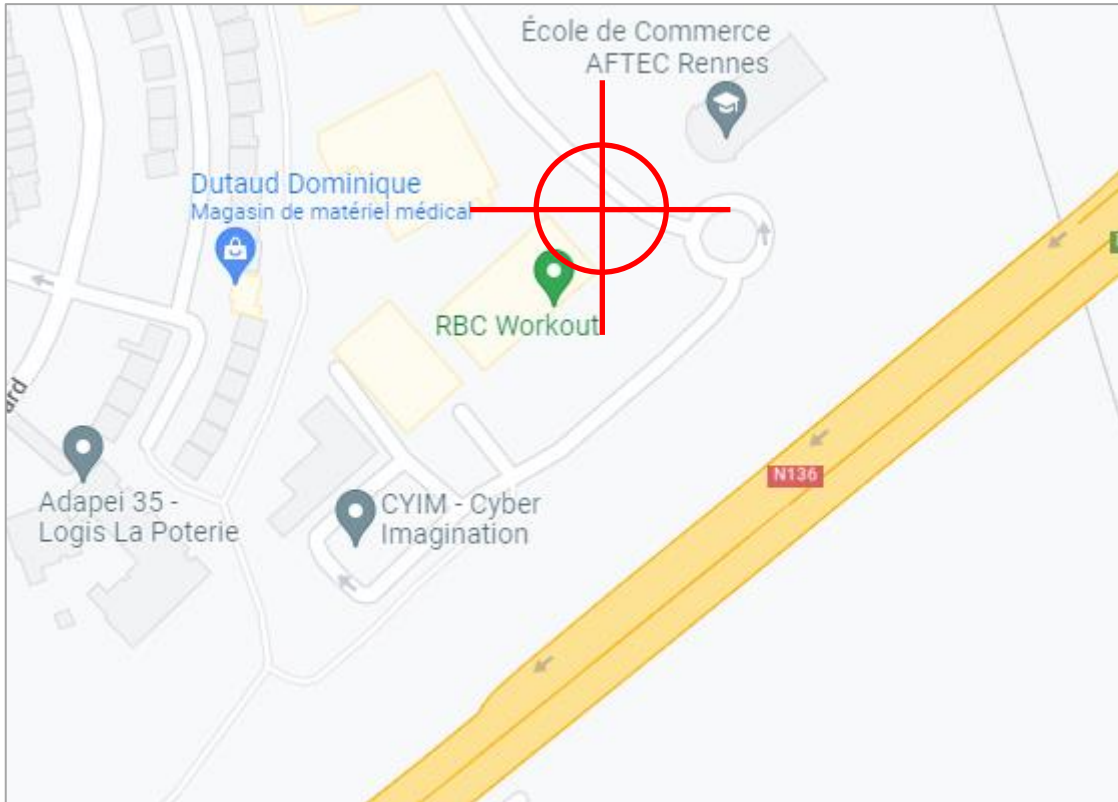 École de Commerce
AFTEC Rennes
Dutaud Dominique
Magasin de matériel médical
RBC Workout
N136
Adapei 35 -
Logis La Poterie
CYIM - Cyber
Imagination
ard